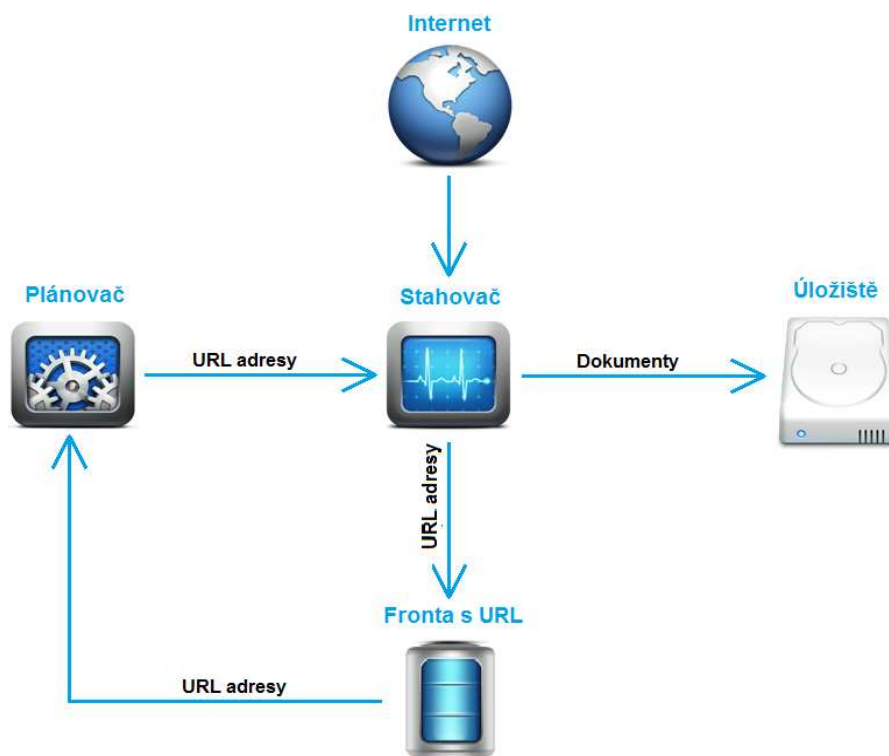 Internet
Plánovač
Stahovač
Úložiště
URL adresy
Dokumenty
URL adresy
Fronta s URL
URL adresy